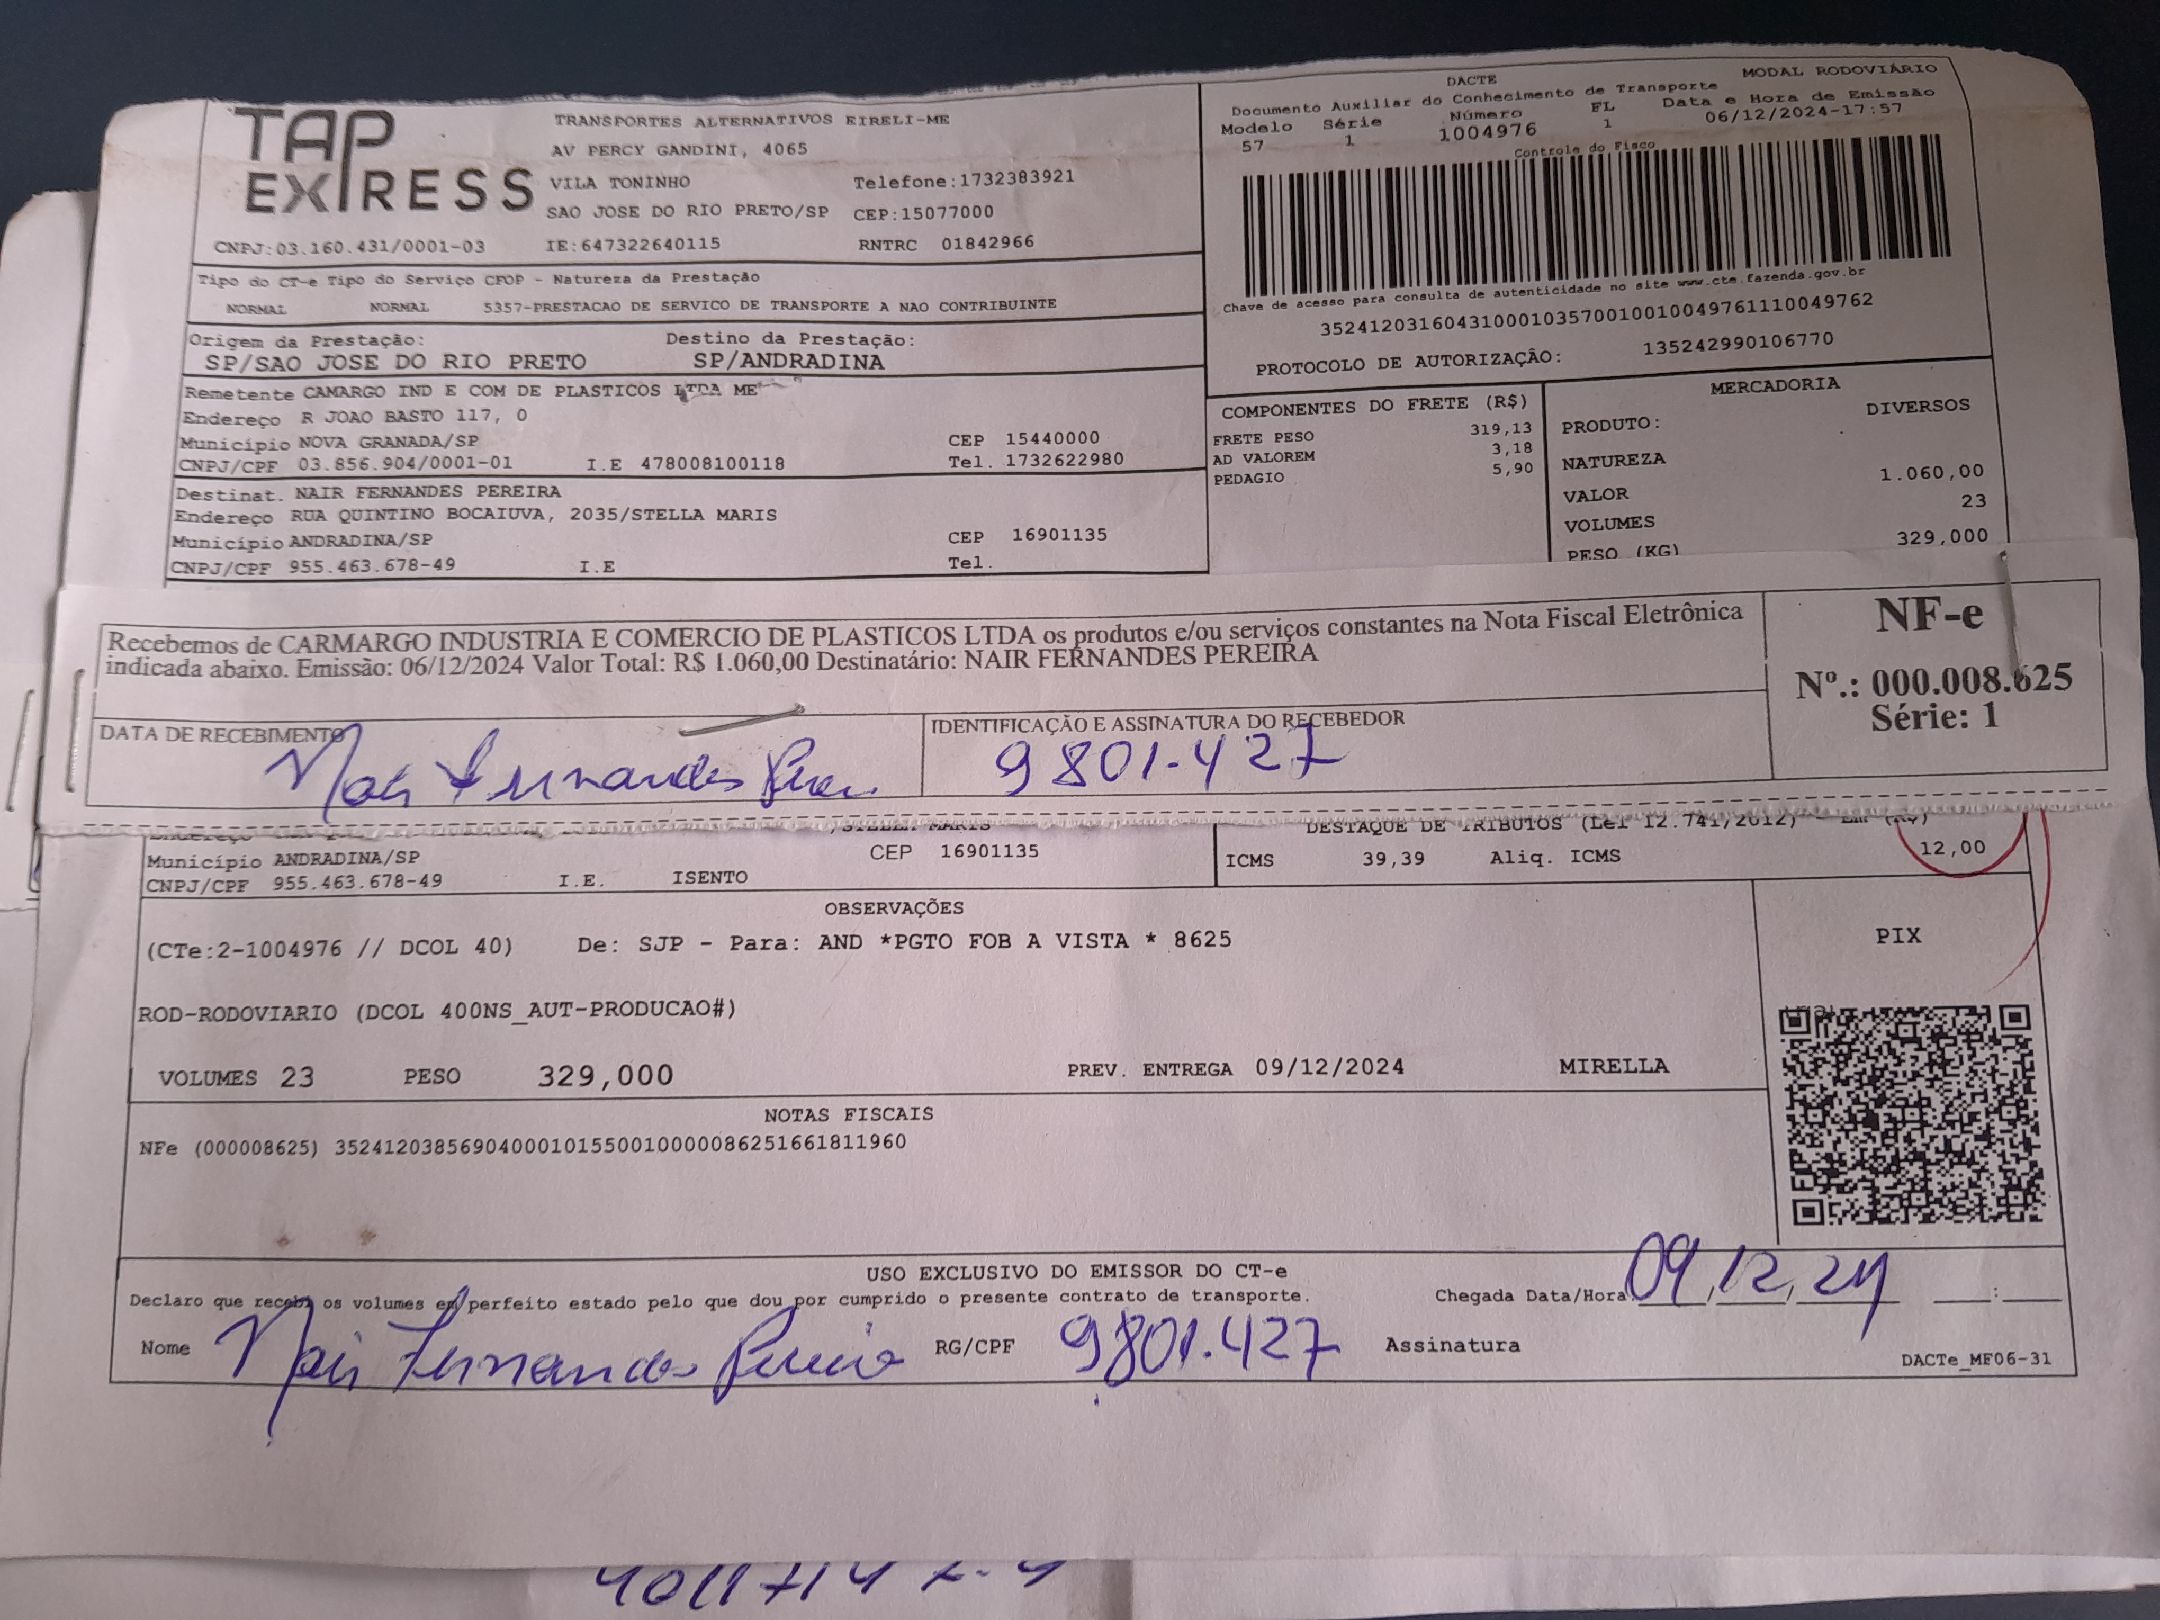 TAP EXPRESS
TRANSPORTES ALTERNATIVOS EIRELI-ME
AV PERCY GANDINI, 4065
VILA TONINHO Telefone:1732383921
SAO JOSE DO RIO PRETO/SP CEP:15077000
CNPJ:03.160.431/0001-03 IE:647322640115 RNTRC 01842966
DACTE MODAL RODOVIÁRIO
Documento Auxiliar do Conhecimento de Transporte
Modelo Série Número FL Data e Hora de Emissão
57 1 1004976 1 06/12/2024-17:57
Controle do Fisco
Chave de acesso para consulta de autenticidade no site www.cte.fazenda.gov.br
35241203160431000103570010010049761110049762
PROTOCOLO DE AUTORIZAÇÃO: 135242990106770
Tipo do CT-e Tipo do Serviço CFOP - Natureza da Prestação
NORMAL NORMAL 5357-PRESTACAO DE SERVICO DE TRANSPORTE A NAO CONTRIBUINTE
Origem da Prestação: Destino da Prestação:
SP/SAO JOSE DO RIO PRETO SP/ANDRADINA
Remetente CAMARGO IND E COM DE PLASTICOS LTDA ME
Endereço R JOAO BASTO 117, 0
Município NOVA GRANADA/SP CEP 15440000
CNPJ/CPF 03.856.904/0001-01 I.E 478008100118 Tel. 1732622980
Destinat. NAIR FERNANDES PEREIRA
Endereço RUA QUINTINO BOCAIUVA, 2035/STELLA MARIS
Município ANDRADINA/SP CEP 16901135
CNPJ/CPF 955.463.678-49 I.E Tel.
COMPONENTES DO FRETE (R$)
FRETE PESO 319,13
AD VALOREM 3,18
PEDAGIO 5,90
MERCADORIA
PRODUTO: DIVERSOS
NATUREZA
VALOR 1.060,00
VOLUMES 23
PESO (KG) 329,000
Recebemos de CARMARGO INDUSTRIA E COMERCIO DE PLASTICOS LTDA os produtos e/ou serviços constantes na Nota Fiscal Eletrônica
indicada abaixo. Emissão: 06/12/2024 Valor Total: R$ 1.060,00 Destinatário: NAIR FERNANDES PEREIRA
NF-e
Nº.: 000.008.625
Série: 1
DATA DE RECEBIMENTO IDENTIFICAÇÃO E ASSINATURA DO RECEBEDOR
Nair Fernandes Pereira 9801.427
Endereço /STELLA MARIS
Município ANDRADINA/SP CEP 16901135
CNPJ/CPF 955.463.678-49 I.E. ISENTO
DESTAQUE DE TRIBUTOS (Lei 12.741/2012) - Em (R$)
ICMS 39,39 Aliq. ICMS 12,00
OBSERVAÇÕES
(CTe:2-1004976 // DCOL 40) De: SJP - Para: AND *PGTO FOB A VISTA * 8625
ROD-RODOVIARIO (DCOL 400NS_AUT-PRODUCAO#)
VOLUMES 23 PESO 329,000 PREV. ENTREGA 09/12/2024 MIRELLA
PIX
NOTAS FISCAIS
NFe (000008625) 35241203856904000101550010000086251661811960
USO EXCLUSIVO DO EMISSOR DO CT-e
Declaro que recebi os volumes em perfeito estado pelo que dou por cumprido o presente contrato de transporte. Chegada Data/Hora 09,12,24 :
Nome Nair Fernandes Pereira RG/CPF 9801.427 Assinatura
DACTe_MF06-31